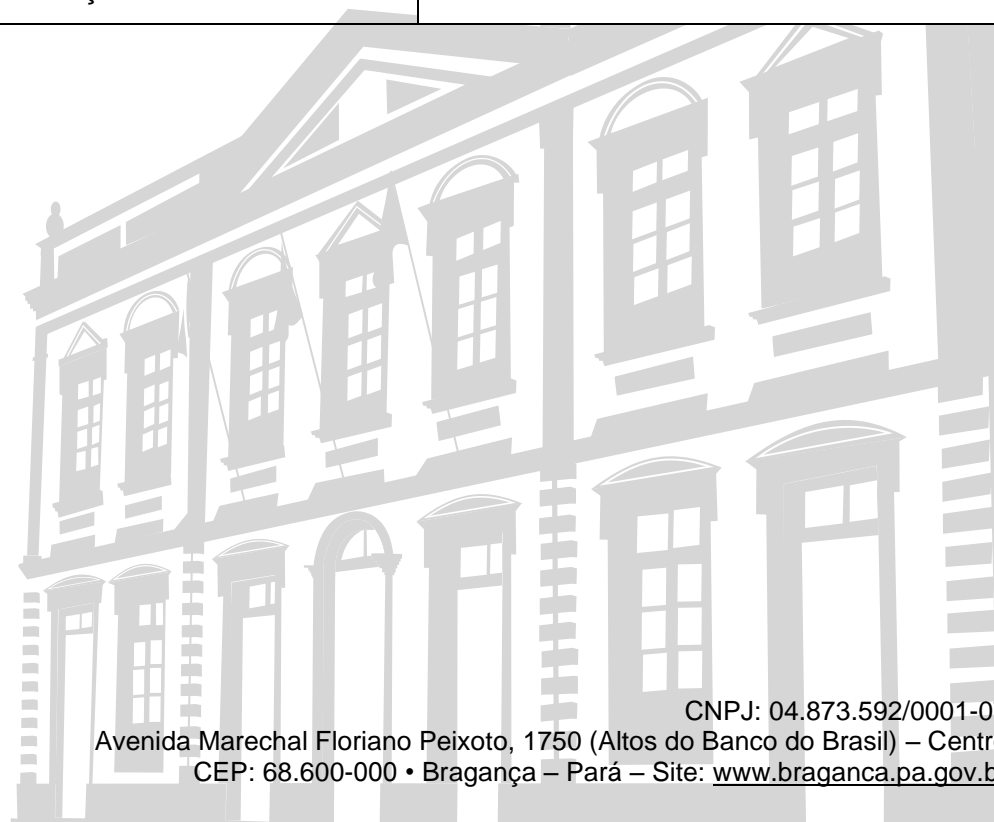 CNPJ: 04.873.592/0001-0
Avenida Marechal Floriano Peixoto, 1750 (Altos do Banco do Brasil) – Centr
CEP: 68.600-000 • Bragança – Pará – Site: www.braganca.pa.gov.b